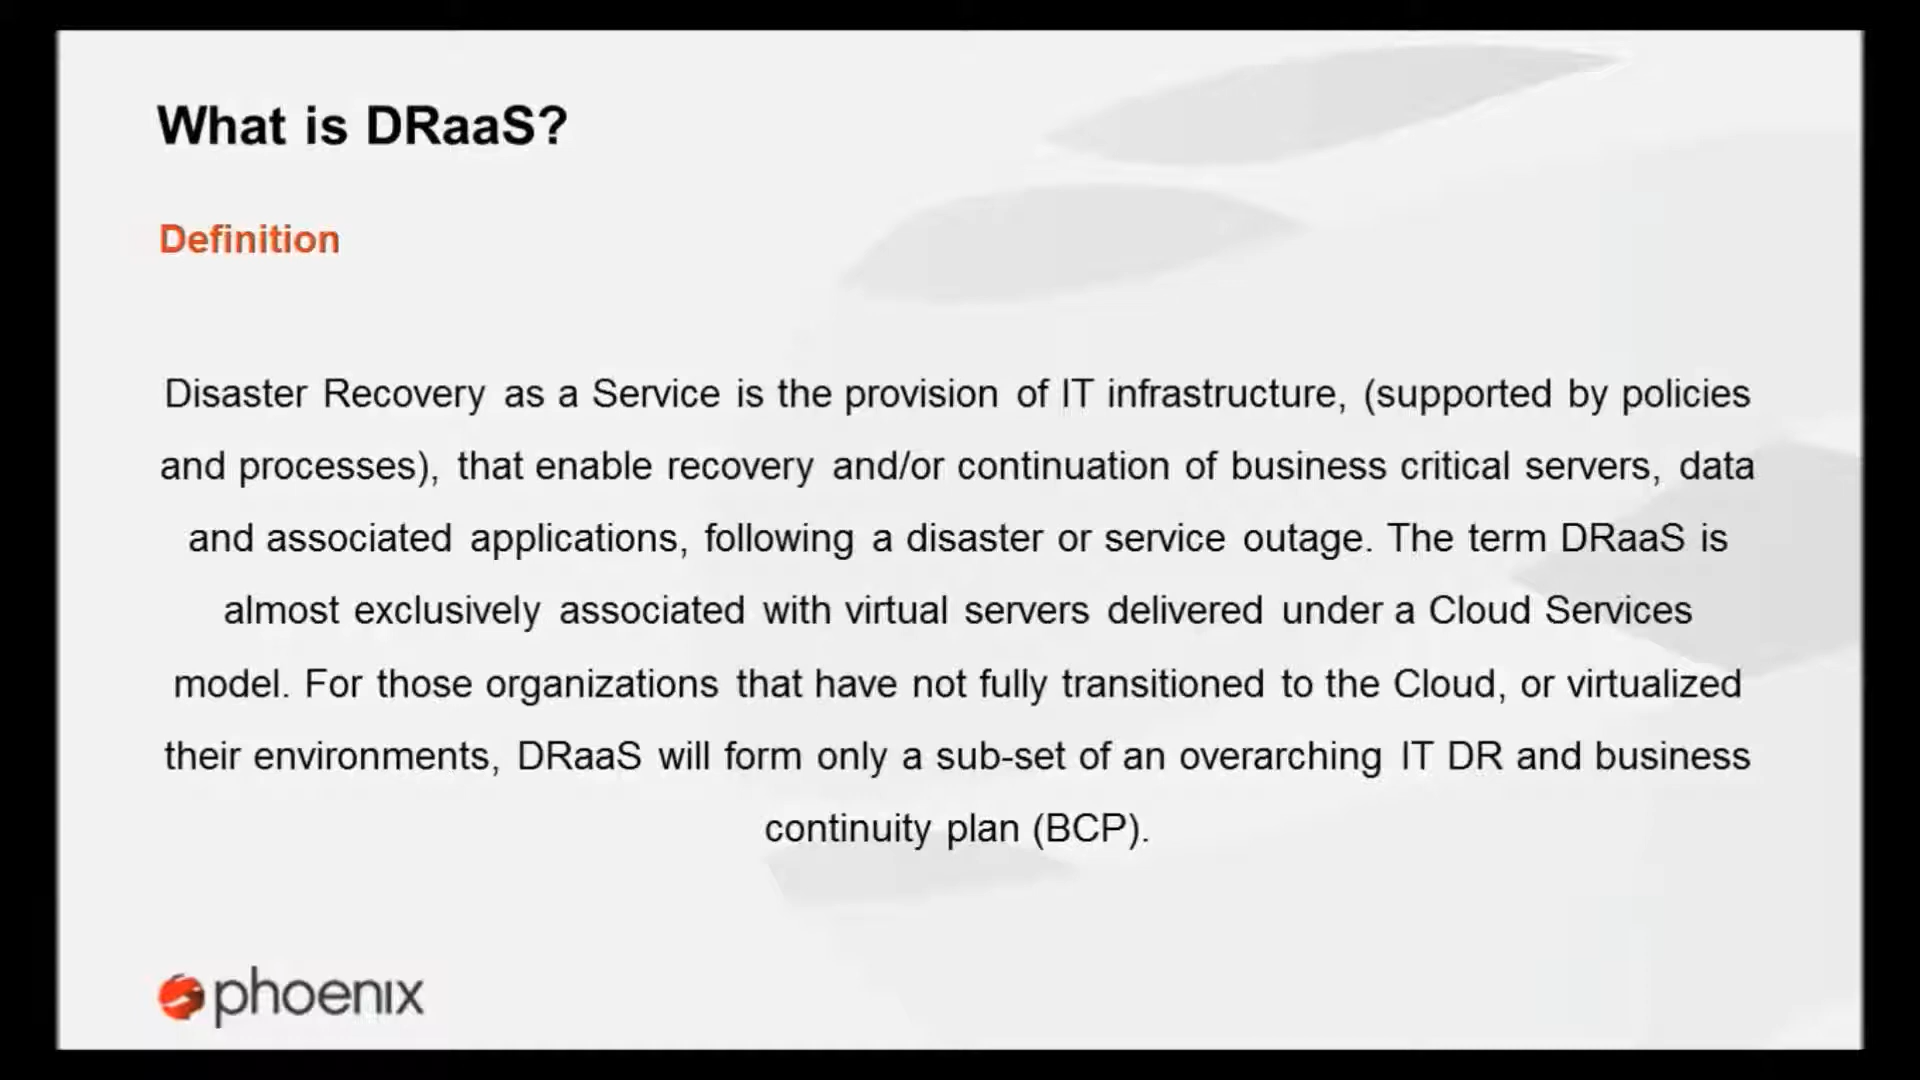 What is DRaaS?
Definition
Disaster Recovery as a Service is the provision of IT infrastructure, (supported by policies
and processes), that enable recovery and/or continuation of business critical servers, data
and associated applications, following a disaster or service outage. The term DRaaS is
almost exclusively associated with virtual servers delivered under a Cloud Services
model. For those organizations that have not fully transitioned to the Cloud, or virtualized
their environments, DRaaS will form only a sub-set of an overarching IT DR and business
continuity plan (BCP).
phoenix